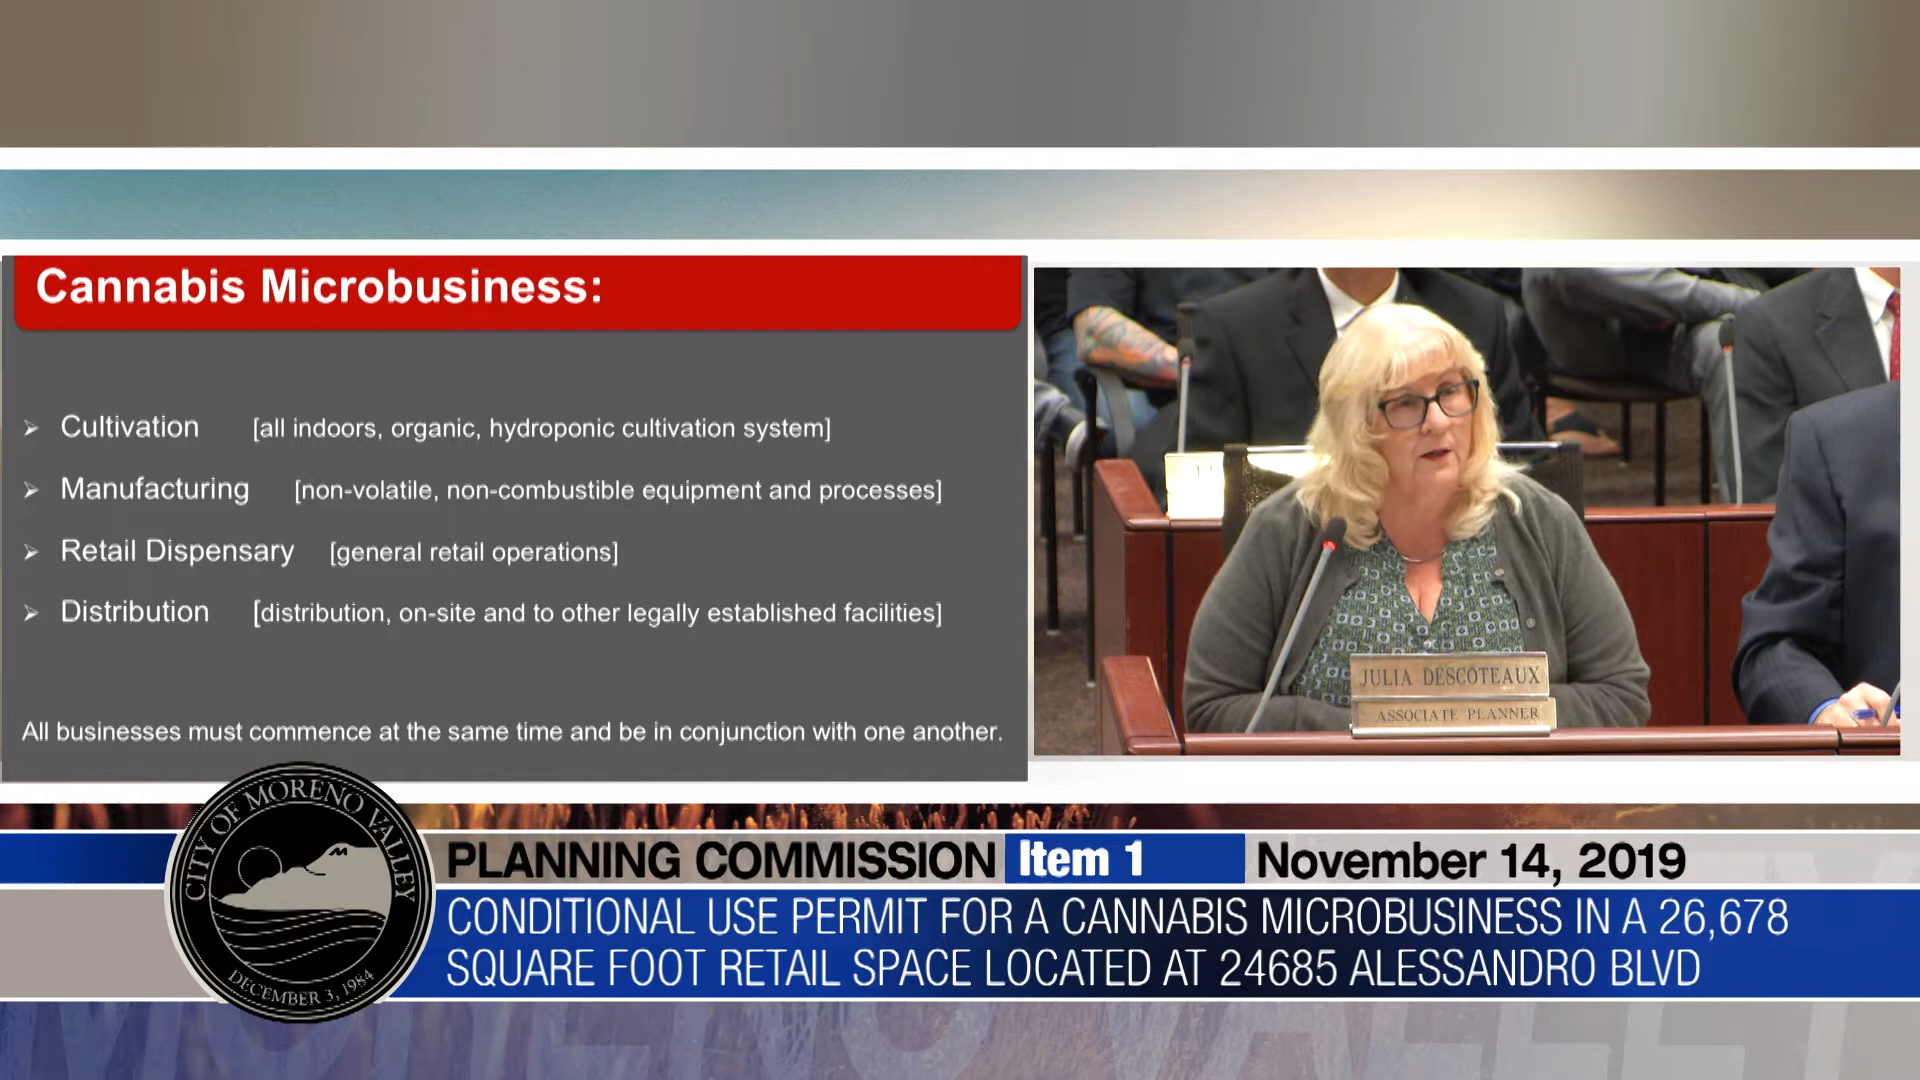 Cannabis Microbusiness:
Cultivation [all indoors, organic, hydroponic cultivation system]
Manufacturing [non-volatile, non-combustible equipment and processes]
Retail Dispensary [general retail operations]
Distribution [distribution, on-site and to other legally established facilities]
All businesses must commence at the same time and be in conjunction with one another.
JULIA DESCOTEAUX
ASSOCIATE PLANNER
CITY OF MORENO VALLEY
DECEMBER 3, 1984
PLANNING COMMISSION Item 1 November 14, 2019
CONDITIONAL USE PERMIT FOR A CANNABIS MICROBUSINESS IN A 26,678
SQUARE FOOT RETAIL SPACE LOCATED AT 24685 ALESSANDRO BLVD
MORENO VALLEY